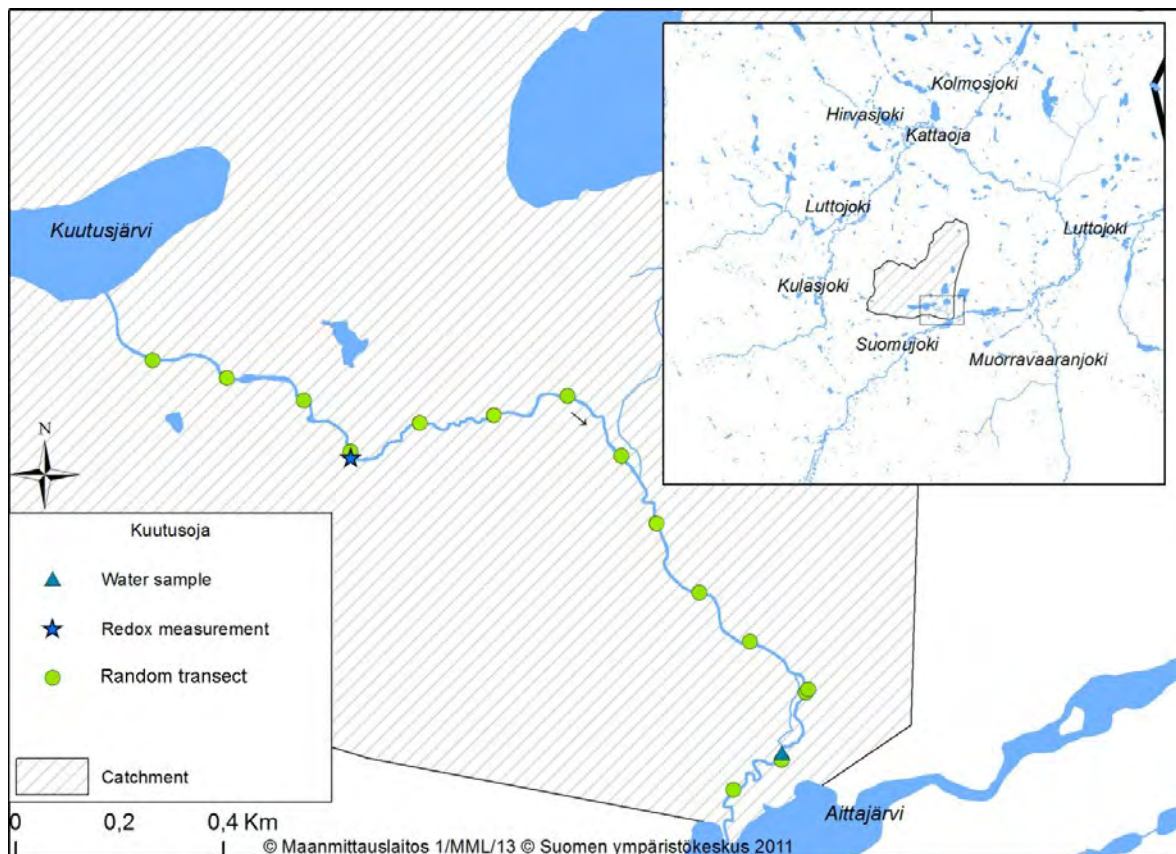 Kuutusjärvi
Kolmosjoki
Hirvasjoki
Kattaoja
Luttojoki
Luttojoki
Kulasjoki
Suomujoki
Muorravaaranjoki
N
Kuutusoja
Water sample
Redox measurement
Random transect
Catchment
Aittajärvi
0 0,2 0,4 Km
© Maanmittauslaitos 1/MML/13 © Suomen ympäristökeskus 2011